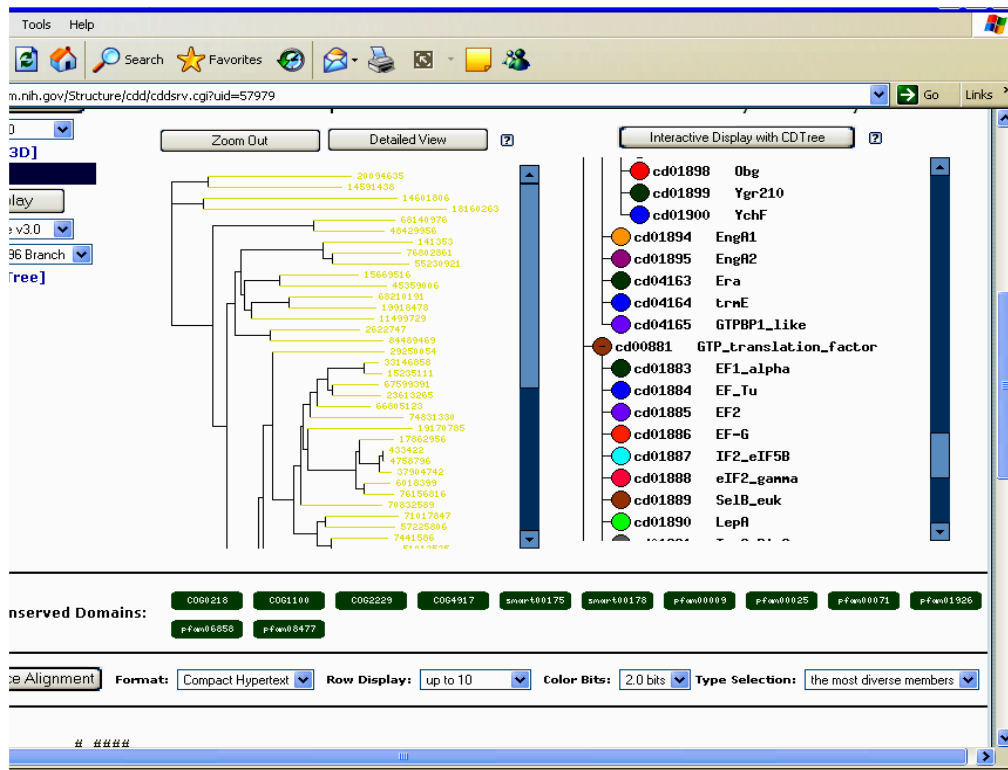 Tools Help
Search Favorites
m.nih.gov/Structure/cdd/cddsrv.cgi?uid=57979 Go Links
3D]
lay
e v3.0
96 Branch
Tree]
Zoom Out Detailed View ?
20094635
14591438
14601806
18160263
68140976
48429956
141353
76802861
55230921
15669516
45359006
68210191
19918478
11499729
2622747
84489469
29250054
33146858
15235111
67599391
23613265
66805123
74831330
19170785
17862956
433422
4758796
37904742
6018399
76156816
70832589
71017847
57225806
7441586
Interactive Display with CDTree ?
cd01898 Obg
cd01899 Ygr210
cd01900 YchF
cd01894 EngA1
cd01895 EngA2
cd04163 Era
cd04164 trmE
cd04165 GTPBP1_like
cd00881 GTP_translation_factor
cd01883 EF1_alpha
cd01884 EF_Tu
cd01885 EF2
cd01886 EF-G
cd01887 IF2_eIF5B
cd01888 eIF2_gamma
cd01889 SelB_euk
cd01890 LepA
nserved Domains: COG0218 COG1100 COG2229 COG4917 smart00175 smart00178 pfam00009 pfam00025 pfam00071 pfam01926
pfam06858 pfam08477
ce Alignment Format: Compact Hypertext Row Display: up to 10 Color Bits: 2.0 bits Type Selection: the most diverse members
# ####